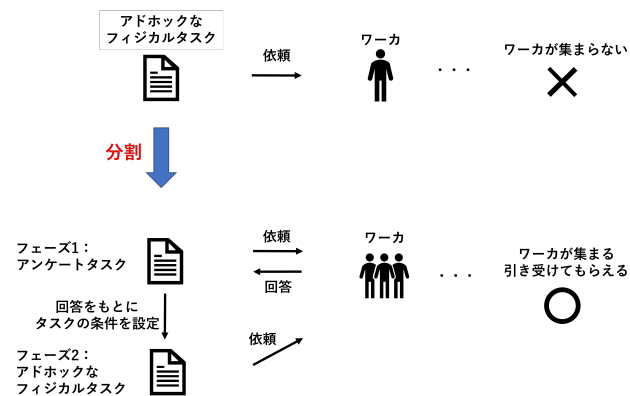 アドホックな
フィジカルタスク
依頼
ワーカ
・・・
ワーカが集まらない
分割
フェーズ1：
アンケートタスク
依頼
回答
ワーカ
・・・
ワーカが集まる
引き受けてもらえる
回答をもとに
タスクの条件を設定
フェーズ2：
アドホックな
フィジカルタスク
依頼